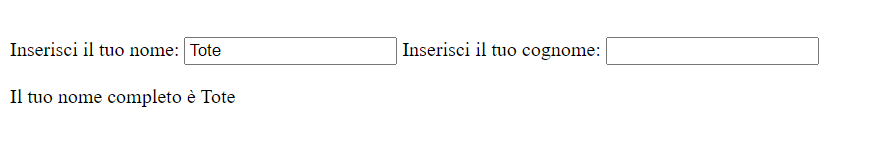 Inserisci il tuo nome: Tote Inserisci il tuo cognome:
Il tuo nome completo è Tote